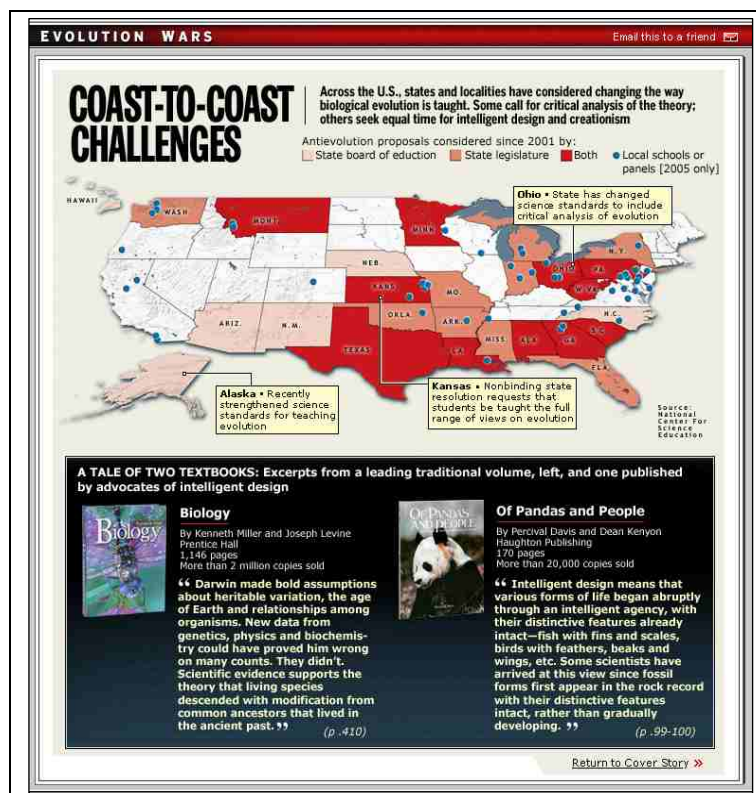 EVOLUTION WARS
Email this to a friend
COAST-TO-COAST
CHALLENGES
Across the U.S., states and localities have considered changing the way
biological evolution is taught. Some call for critical analysis of the theory;
others seek equal time for intelligent design and creationism
Antievolution proposals considered since 2001 by:
State board of eduction
State legislature
Both
Local schools or
panels [2005 only]
HAWAII
WASH
MONT.
MINN.
Ohio • State has changed
science standards to include
critical analysis of evolution
N.Y.
NEB.
OHIO
PA.
KANS
MO.
W.VA.
ARIZ.
N.M.
OKLA.
ARK.
N.C.
S.C.
TEXAS
LA.
MISS.
ALA.
GA.
FLA.
Alaska • Recently
strengthened science
standards for teaching
evolution
Kansas • Nonbinding state
resolution requests that
students be taught the full
range of views on evolution
Source:
National
Center For
Science
Education
A TALE OF TWO TEXTBOOKS: Excerpts from a leading traditional volume, left, and one published
by advocates of intelligent design
Biology
Biology
By Kenneth Miller and Joseph Levine
Prentice Hall
1,146 pages
More than 2 million copies sold
“ Darwin made bold assumptions
about heritable variation, the age
of Earth and relationships among
organisms. New data from
genetics, physics and biochemis-
try could have proved him wrong
on many counts. They didn't.
Scientific evidence supports the
theory that living species
descended with modification from
common ancestors that lived in
the ancient past. ”
(p .410)
OF PANDAS
AND PEOPLE
Of Pandas and People
By Percival Davis and Dean Kenyon
Haughton Publishing
170 pages
More than 20,000 copies sold
“ Intelligent design means that
various forms of life began abruptly
through an intelligent agency, with
their distinctive features already
intact—fish with fins and scales,
birds with feathers, beaks and
wings, etc. Some scientists have
arrived at this view since fossil
forms first appear in the rock record
with their distinctive features
intact, rather than gradually
developing. ”
(p .99-100)
Return to Cover Story »